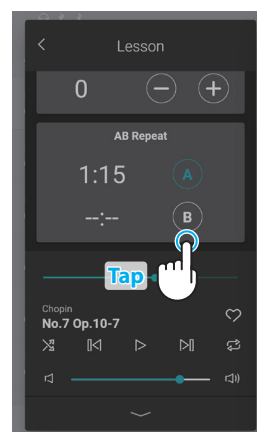 Lesson
0
AB Repeat
1:15 A
--:-- B
Tap
Chopin
No.7 Op.10-7